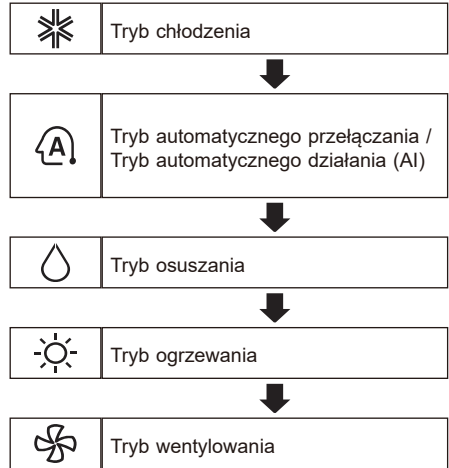 Tryb chłodzenia
A
Tryb automatycznego przełączania /
Tryb automatycznego działania (AI)
Tryb osuszania
Tryb ogrzewania
Tryb wentylowania